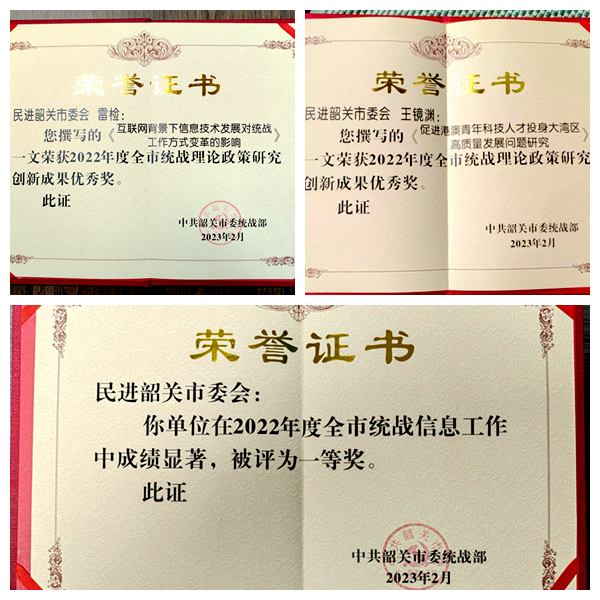 荣誉证书
民进韶关市委会 雷检:
您撰写的《互联网背景下信息技术发展对统战
工作方式变革的影响》
一文荣获2022年度全市统战理论政策研究
创新成果优秀奖。
此证
中共韶关市委统战部
2023年2月
荣誉证书
民进韶关市委会 王镜渊:
您撰写的《促进港澳青年科技人才投身大湾区
高质量发展问题研究
一文荣获2022年度全市统战理论政策研究
创新成果优秀奖。
此证
中共韶关市委统战部
2023年2月
荣誉证书
民进韶关市委会:
你单位在2022年度全市统战信息工作
中成绩显著，被评为一等奖。
此证
中共韶关市委统战部
2023年2月